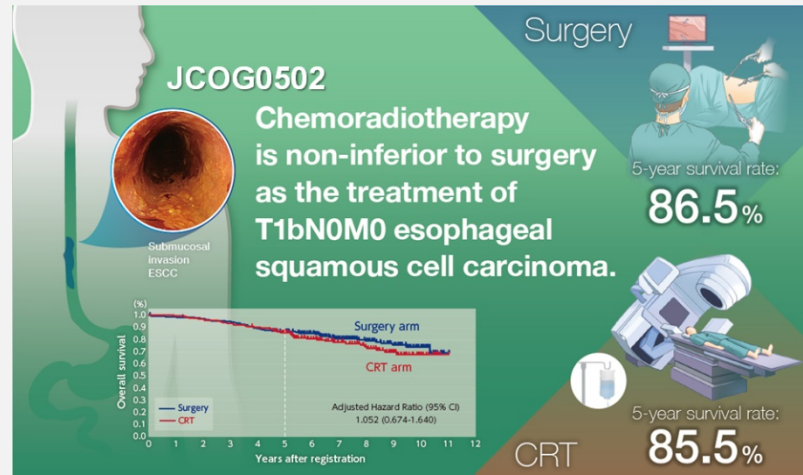 JCOG0502
Chemoradiotherapy
is non-inferior to surgery
as the treatment of
T1bN0M0 esophageal
squamous cell carcinoma.
Submucosal
invasion
ESCC
Surgery
5-year survival rate:
86.5%
(%)
1.0
0.9
0.8
0.7
0.6
0.5
0.4
0.3
0.2
0.1
0.0
Overall survival
Surgery arm
CRT arm
Surgery
CRT
Adjusted Hazard Ratio (95% CI)
1.052 (0.674-1.640)
0 1 2 3 4 5 6 7 8 9 10 11 12
Years after registration
5-year survival rate:
CRT 85.5%